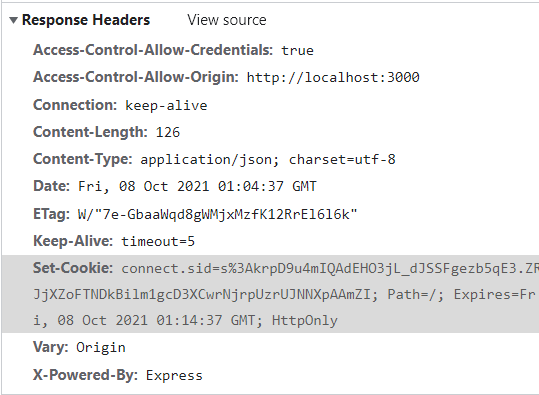 Response Headers View source
Access-Control-Allow-Credentials: true
Access-Control-Allow-Origin: http://localhost:3000
Connection: keep-alive
Content-Length: 126
Content-Type: application/json; charset=utf-8
Date: Fri, 08 Oct 2021 01:04:37 GMT
ETag: W/"7e-GbaaWqd8gWMjxMzfK12RrEl6l6k"
Keep-Alive: timeout=5
Set-Cookie: connect.sid=s%3AkrpD9u4mIQAdEHO3jL_dJSSFgezb5qE3.ZR
JjXZoFTNDkBilm1gcD3XCwrNjrpUzrUJNNXpAAmZI; Path=/; Expires=Fr
i, 08 Oct 2021 01:14:37 GMT; HttpOnly
Vary: Origin
X-Powered-By: Express